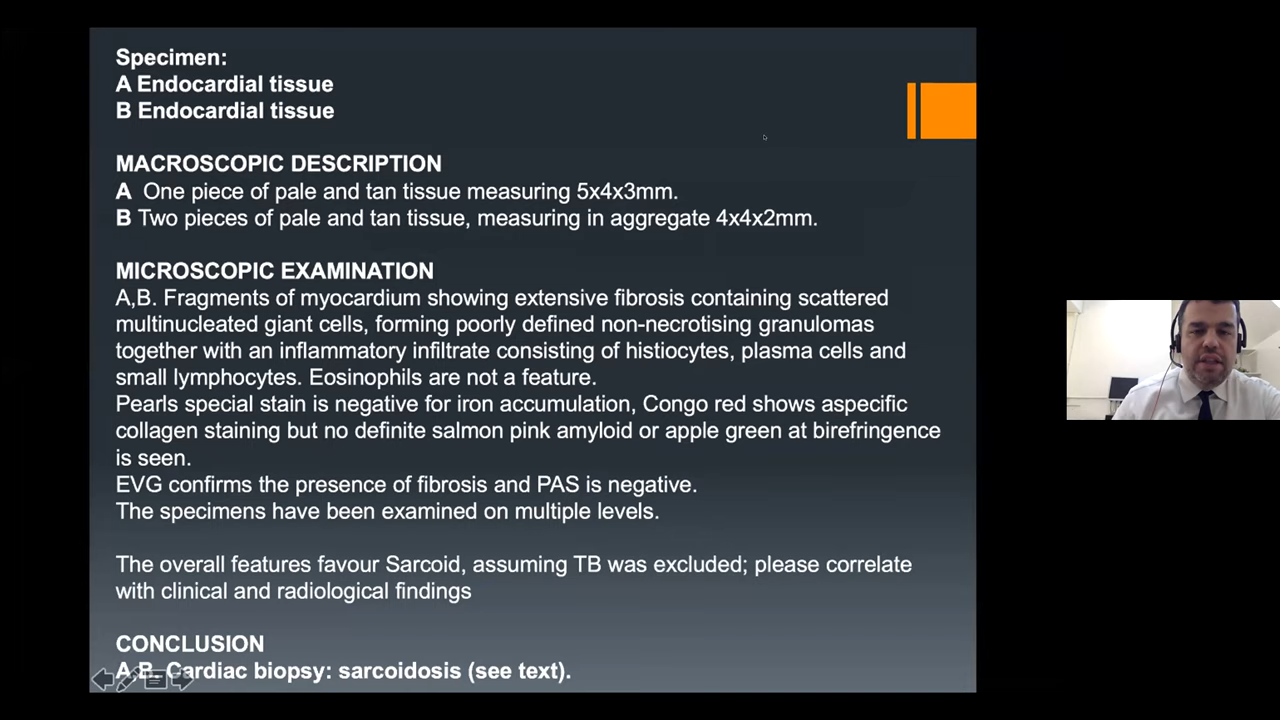 Specimen:
A Endocardial tissue
B Endocardial tissue
MACROSCOPIC DESCRIPTION
A One piece of pale and tan tissue measuring 5x4x3mm.
B Two pieces of pale and tan tissue, measuring in aggregate 4x4x2mm.
MICROSCOPIC EXAMINATION
A,B. Fragments of myocardium showing extensive fibrosis containing scattered
multinucleated giant cells, forming poorly defined non-necrotising granulomas
together with an inflammatory infiltrate consisting of histiocytes, plasma cells and
small lymphocytes. Eosinophils are not a feature.
Pearls special stain is negative for iron accumulation, Congo red shows aspecific
collagen staining but no definite salmon pink amyloid or apple green at birefringence
is seen.
EVG confirms the presence of fibrosis and PAS is negative.
The specimens have been examined on multiple levels.
The overall features favour Sarcoid, assuming TB was excluded; please correlate
with clinical and radiological findings
CONCLUSION
A,B. Cardiac biopsy: sarcoidosis (see text).